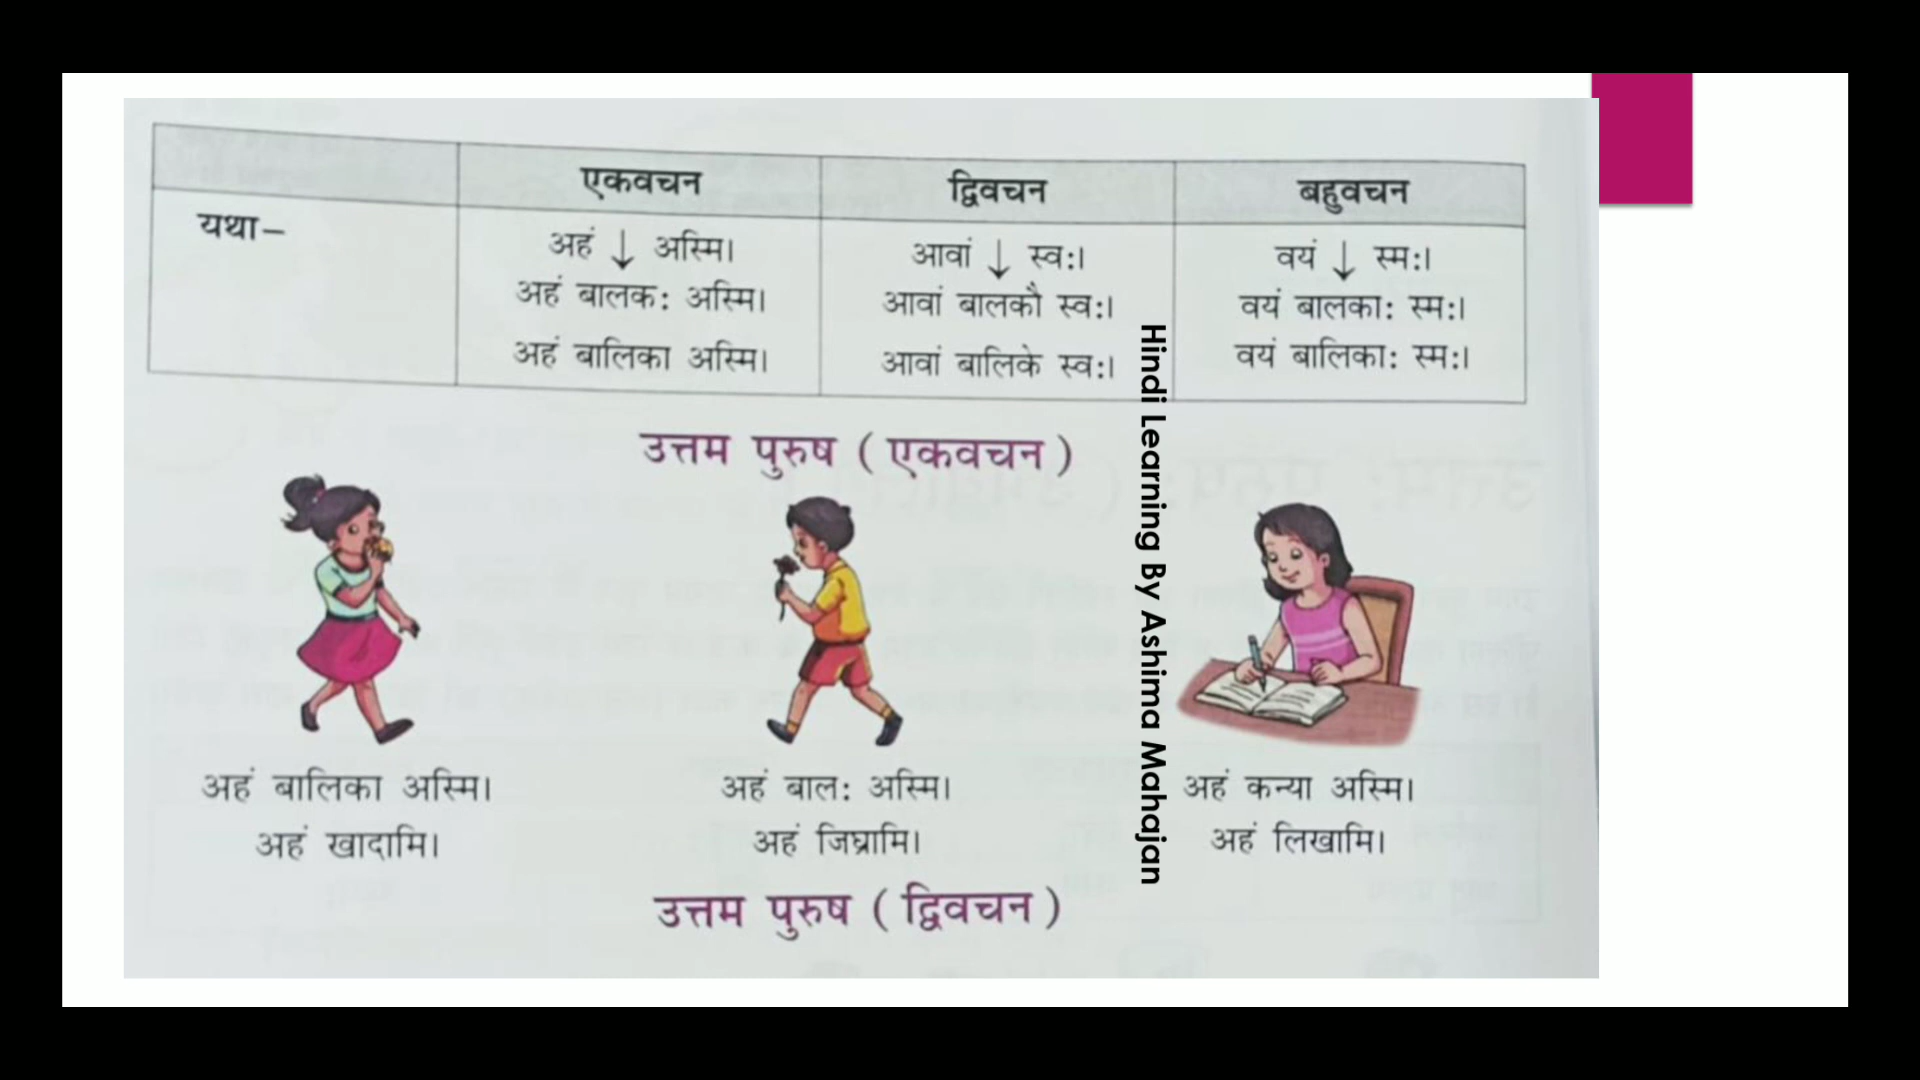 एकवचन द्विवचन बहुवचन
यथा– अहं ↓ अस्मि। आवां ↓ स्वः। वयं ↓ स्मः।
अहं बालकः अस्मि। आवां बालकौ स्वः। वयं बालकाः स्मः।
अहं बालिका अस्मि। आवां बालिके स्वः। वयं बालिकाः स्मः।
उत्तम पुरुष ( एकवचन )
अहं बालिका अस्मि। अहं बालः अस्मि। अहं कन्या अस्मि।
अहं खादामि। अहं जिघ्रामि। अहं लिखामि।
उत्तम पुरुष ( द्विवचन )
Hindi Learning By Ashima Mahajan